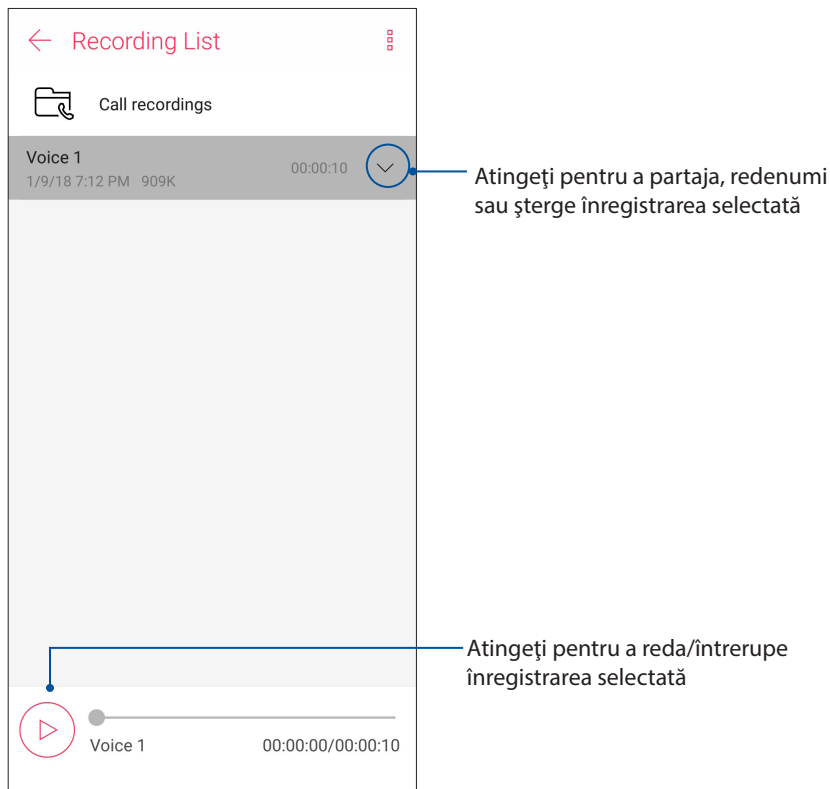 Recording List
Call recordings
Voice 1
00:00:10
1/9/18 7:12 PM 909K
Atingeţi pentru a partaja, redenumi
sau şterge înregistrarea selectată
Atingeţi pentru a reda/întrerupe
înregistrarea selectată
Voice 1
00:00:00/00:00:10